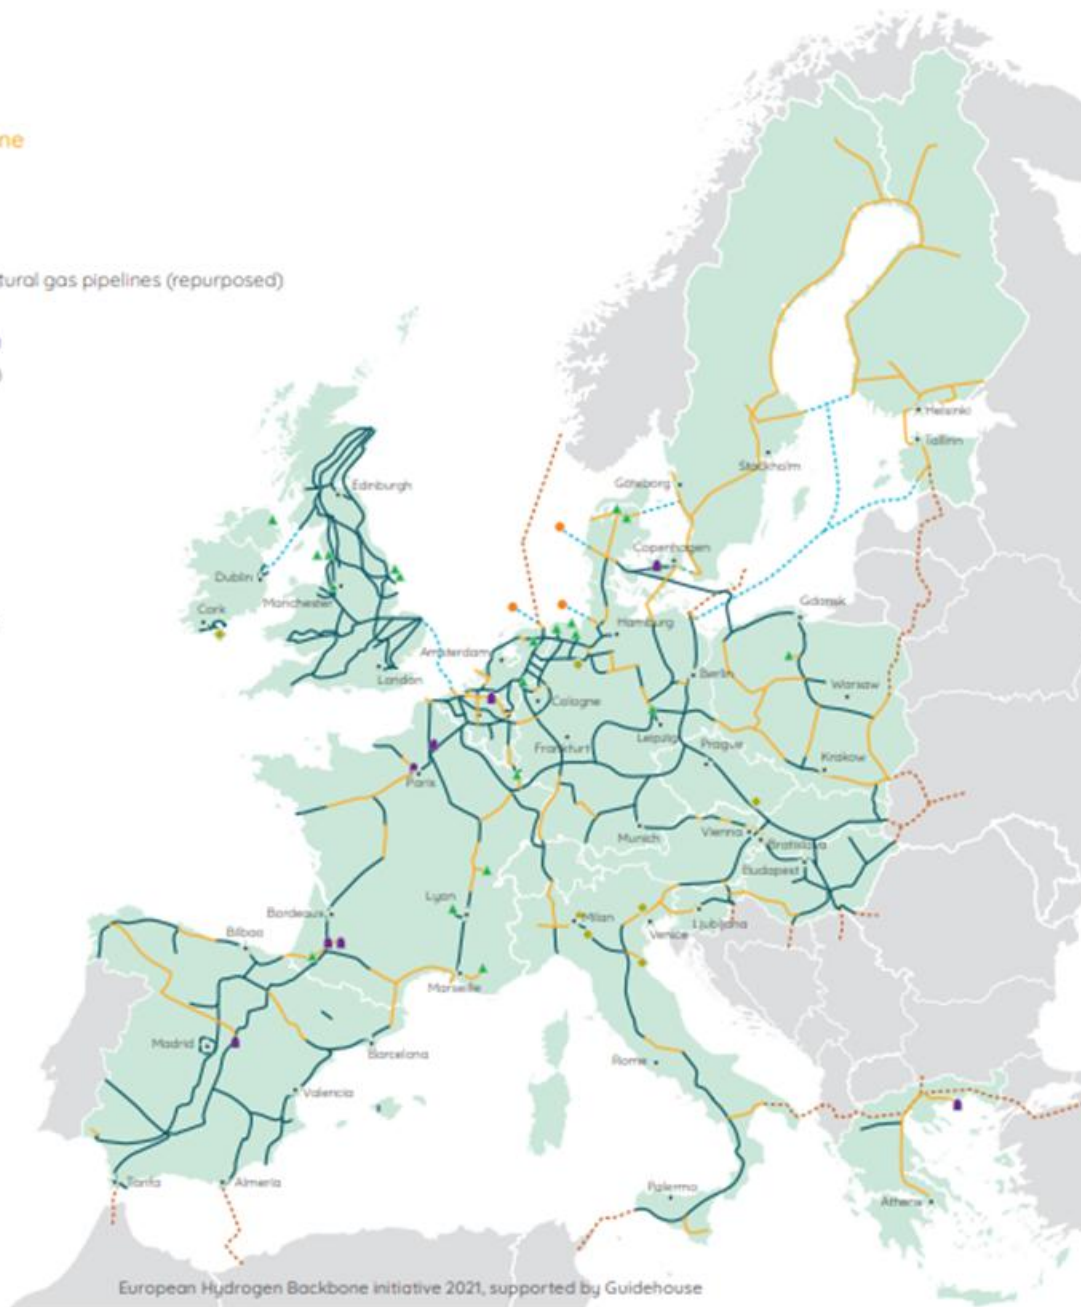 ne
tural gas pipelines (repurposed)
Helsinki
Tallinn
Stockholm
Göteborg
Edinburgh
Copenhagen
Dublin
Manchester
Cork
Gdansk
Hamburg
Amsterdam
Berlin
London
Warsaw
Cologne
Leipzig
Frankfurt
Prague
Krakow
Paris
Munich
Vienna
Bratislava
Budapest
Lyon
Bordeaux
Milan
Ljubljana
Venice
Bilbao
Marseille
Madrid
Barcelona
Rome
Valencia
Tarifa
Almería
Palermo
Athens
European Hydrogen Backbone initiative 2021, supported by Guidehouse